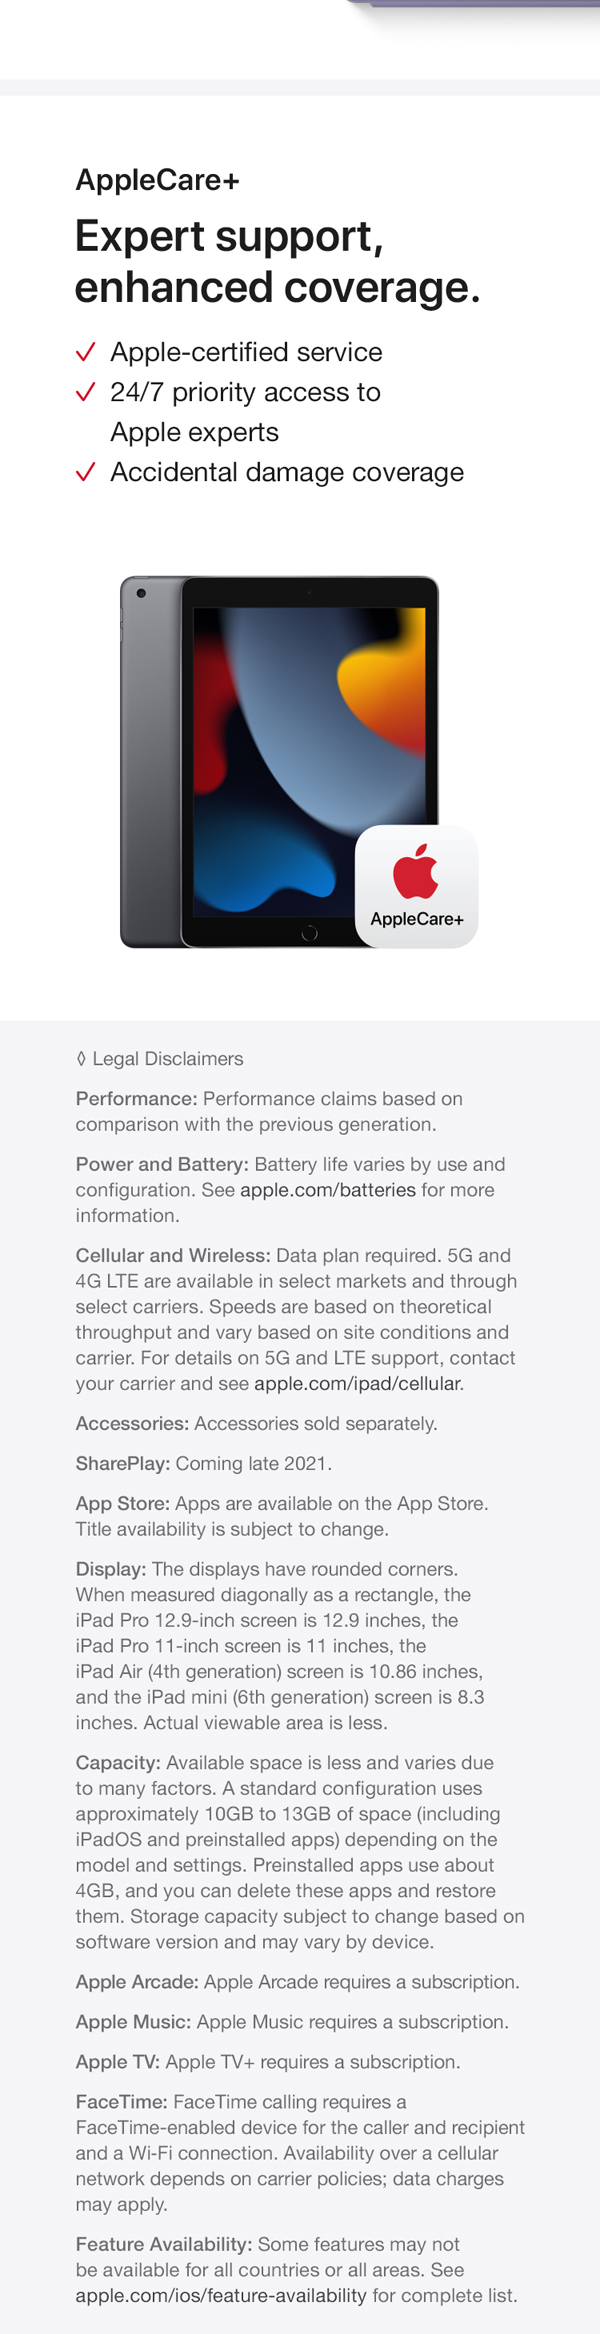 AppleCare+
Expert support,
enhanced coverage.
✓ Apple-certified service
✓ 24/7 priority access to
Apple experts
✓ Accidental damage coverage
AppleCare+
◊ Legal Disclaimers
Performance: Performance claims based on
comparison with the previous generation.
Power and Battery: Battery life varies by use and
configuration. See apple.com/batteries for more
information.
Cellular and Wireless: Data plan required. 5G and
4G LTE are available in select markets and through
select carriers. Speeds are based on theoretical
throughput and vary based on site conditions and
carrier. For details on 5G and LTE support, contact
your carrier and see apple.com/ipad/cellular.
Accessories: Accessories sold separately.
SharePlay: Coming late 2021.
App Store: Apps are available on the App Store.
Title availability is subject to change.
Display: The displays have rounded corners.
When measured diagonally as a rectangle, the
iPad Pro 12.9-inch screen is 12.9 inches, the
iPad Pro 11-inch screen is 11 inches, the
iPad Air (4th generation) screen is 10.86 inches,
and the iPad mini (6th generation) screen is 8.3
inches. Actual viewable area is less.
Capacity: Available space is less and varies due
to many factors. A standard configuration uses
approximately 10GB to 13GB of space (including
iPadOS and preinstalled apps) depending on the
model and settings. Preinstalled apps use about
4GB, and you can delete these apps and restore
them. Storage capacity subject to change based on
software version and may vary by device.
Apple Arcade: Apple Arcade requires a subscription.
Apple Music: Apple Music requires a subscription.
Apple TV: Apple TV+ requires a subscription.
FaceTime: FaceTime calling requires a
FaceTime-enabled device for the caller and recipient
and a Wi-Fi connection. Availability over a cellular
network depends on carrier policies; data charges
may apply.
Feature Availability: Some features may not
be available for all countries or all areas. See
apple.com/ios/feature-availability for complete list.